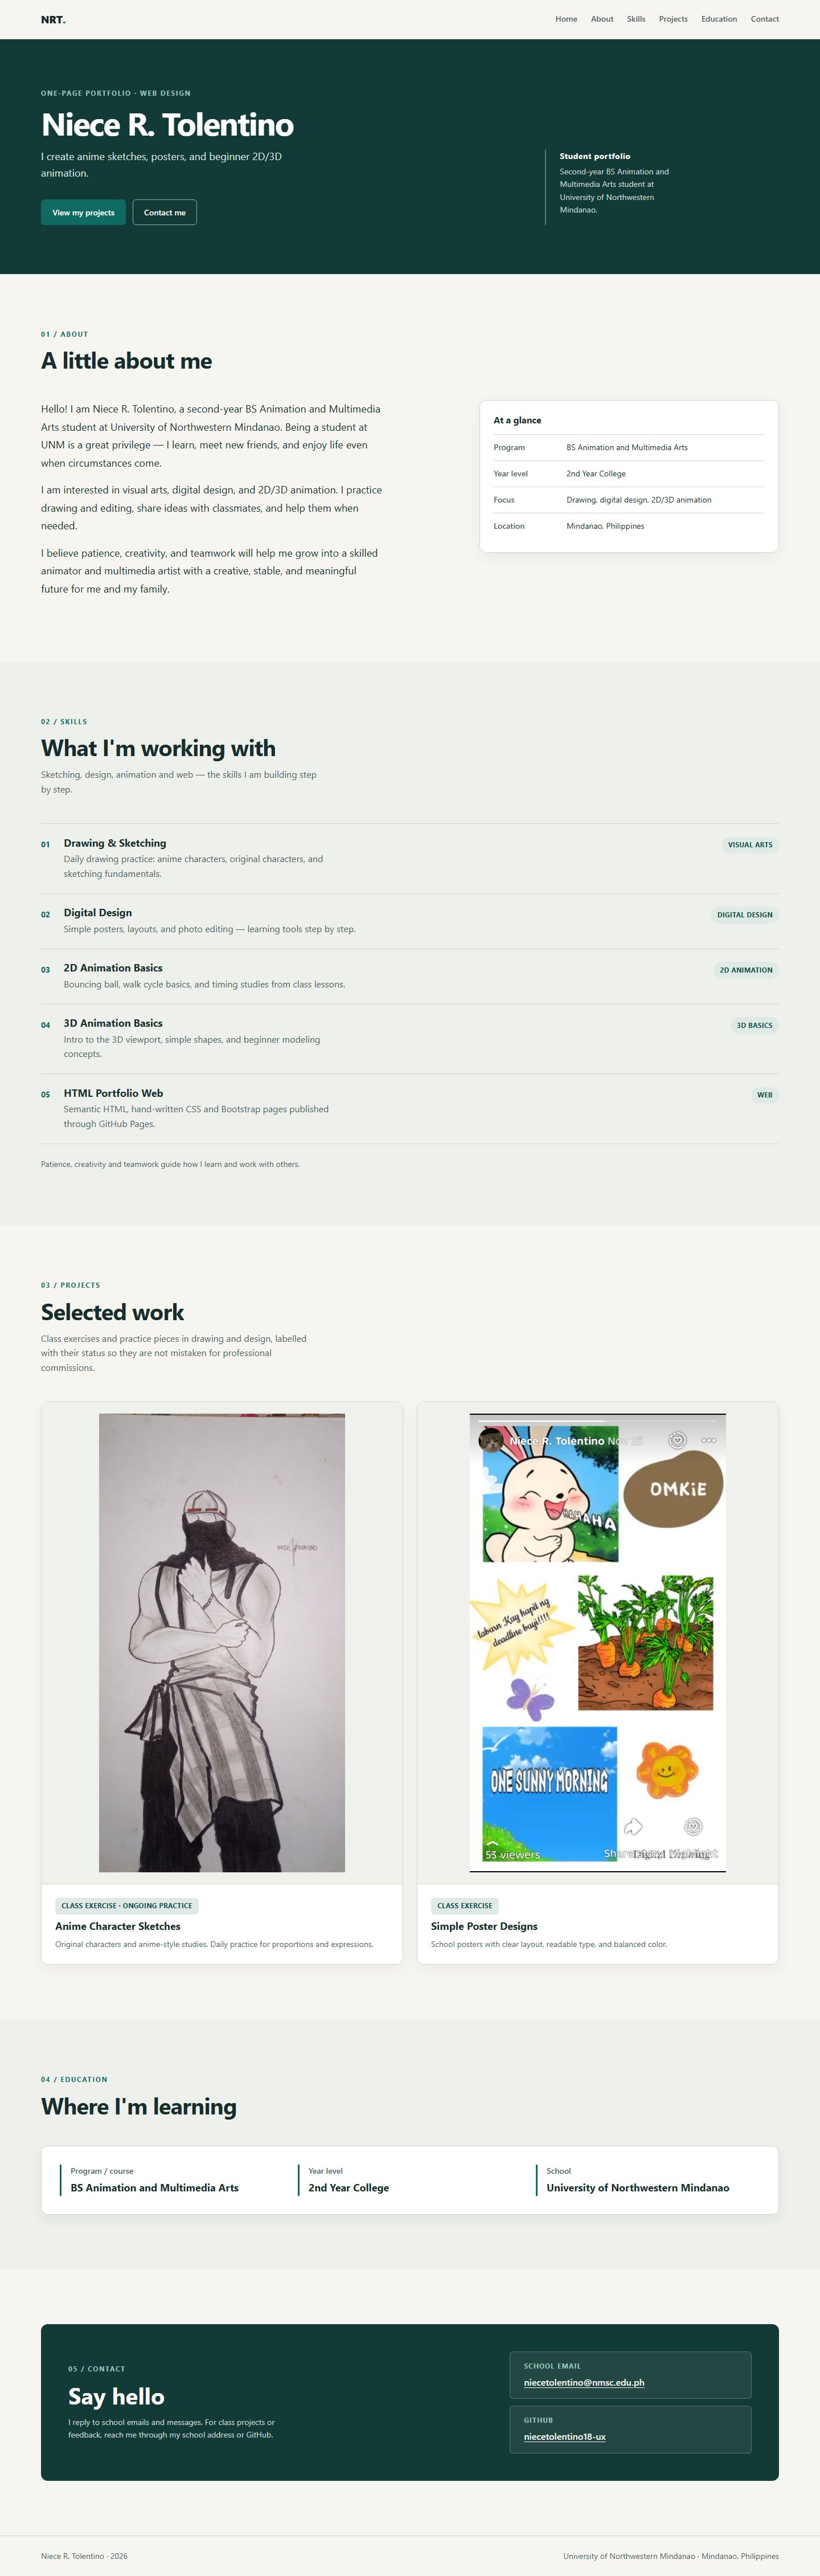 NRT.
Home About Skills Projects Education Contact
ONE-PAGE PORTFOLIO · WEB DESIGN
Niece R. Tolentino
I create anime sketches, posters, and beginner 2D/3D
animation.
View my projects
Contact me
Student portfolio
Second-year BS Animation and
Multimedia Arts student at
University of Northwestern
Mindanao.
01 / ABOUT
A little about me
Hello! I am Niece R. Tolentino, a second-year BS Animation and Multimedia
Arts student at University of Northwestern Mindanao. Being a student at
UNM is a great privilege — I learn, meet new friends, and enjoy life even
when circumstances come.
I am interested in visual arts, digital design, and 2D/3D animation. I practice
drawing and editing, share ideas with classmates, and help them when
needed.
I believe patience, creativity, and teamwork will help me grow into a skilled
animator and multimedia artist with a creative, stable, and meaningful
future for me and my family.
At a glance
Program BS Animation and Multimedia Arts
Year level 2nd Year College
Focus Drawing, digital design, 2D/3D animation
Location Mindanao, Philippines
02 / SKILLS
What I'm working with
Sketching, design, animation and web — the skills I am building step
by step.
01 Drawing & Sketching VISUAL ARTS
Daily drawing practice: anime characters, original characters, and
sketching fundamentals.
02 Digital Design DIGITAL DESIGN
Simple posters, layouts, and photo editing — learning tools step by step.
03 2D Animation Basics 2D ANIMATION
Bouncing ball, walk cycle basics, and timing studies from class lessons.
04 3D Animation Basics 3D BASICS
Intro to the 3D viewport, simple shapes, and beginner modeling
concepts.
05 HTML Portfolio Web WEB
Semantic HTML, hand-written CSS and Bootstrap pages published
through GitHub Pages.
Patience, creativity and teamwork guide how I learn and work with others.
03 / PROJECTS
Selected work
Class exercises and practice pieces in drawing and design, labelled
with their status so they are not mistaken for professional
commissions.
Niece R. Tolentino
HAHAHA
OMKiE
laban Kay hapit ng
deadline bayi!!!!
ONE SUNNY MORNING
53 viewers
CLASS EXERCISE · ONGOING PRACTICE
Anime Character Sketches
Original characters and anime-style studies. Daily practice for proportions and expressions.
CLASS EXERCISE
Simple Poster Designs
School posters with clear layout, readable type, and balanced color.
04 / EDUCATION
Where I'm learning
Program / course
BS Animation and Multimedia Arts
Year level
2nd Year College
School
University of Northwestern Mindanao
05 / CONTACT
Say hello
I reply to school emails and messages. For class projects or
feedback, reach me through my school address or GitHub.
SCHOOL EMAIL
niecetolentino@nmsc.edu.ph
GITHUB
niecetolentino18-ux
Niece R. Tolentino · 2026
University of Northwestern Mindanao · Mindanao, Philippines